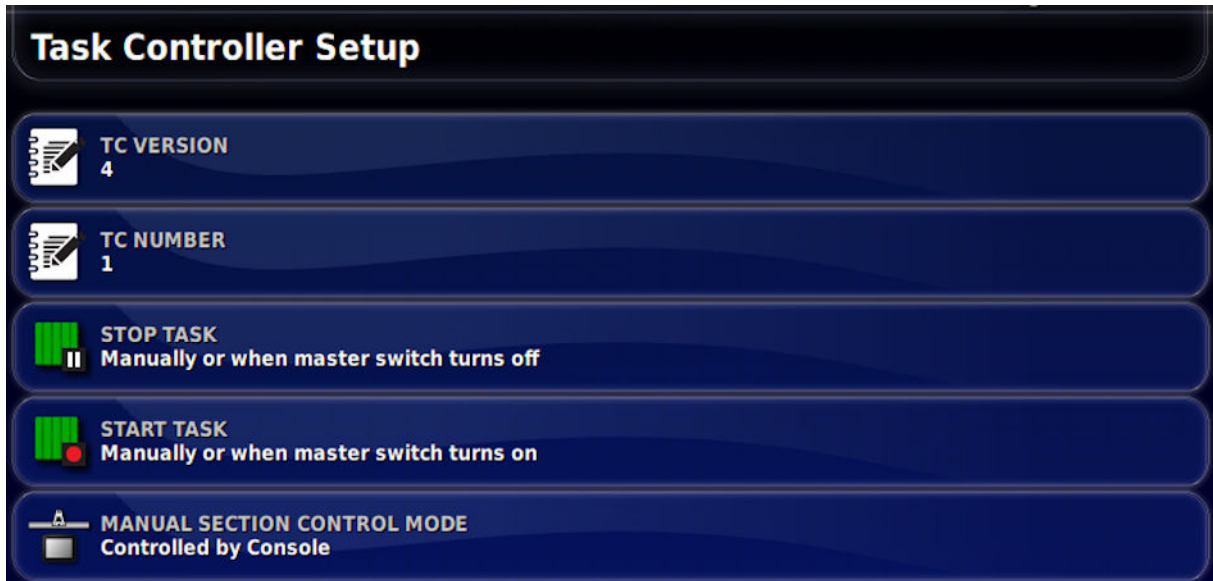 Task Controller Setup
TC VERSION
4
TC NUMBER
1
STOP TASK
Manually or when master switch turns off
START TASK
Manually or when master switch turns on
MANUAL SECTION CONTROL MODE
Controlled by Console